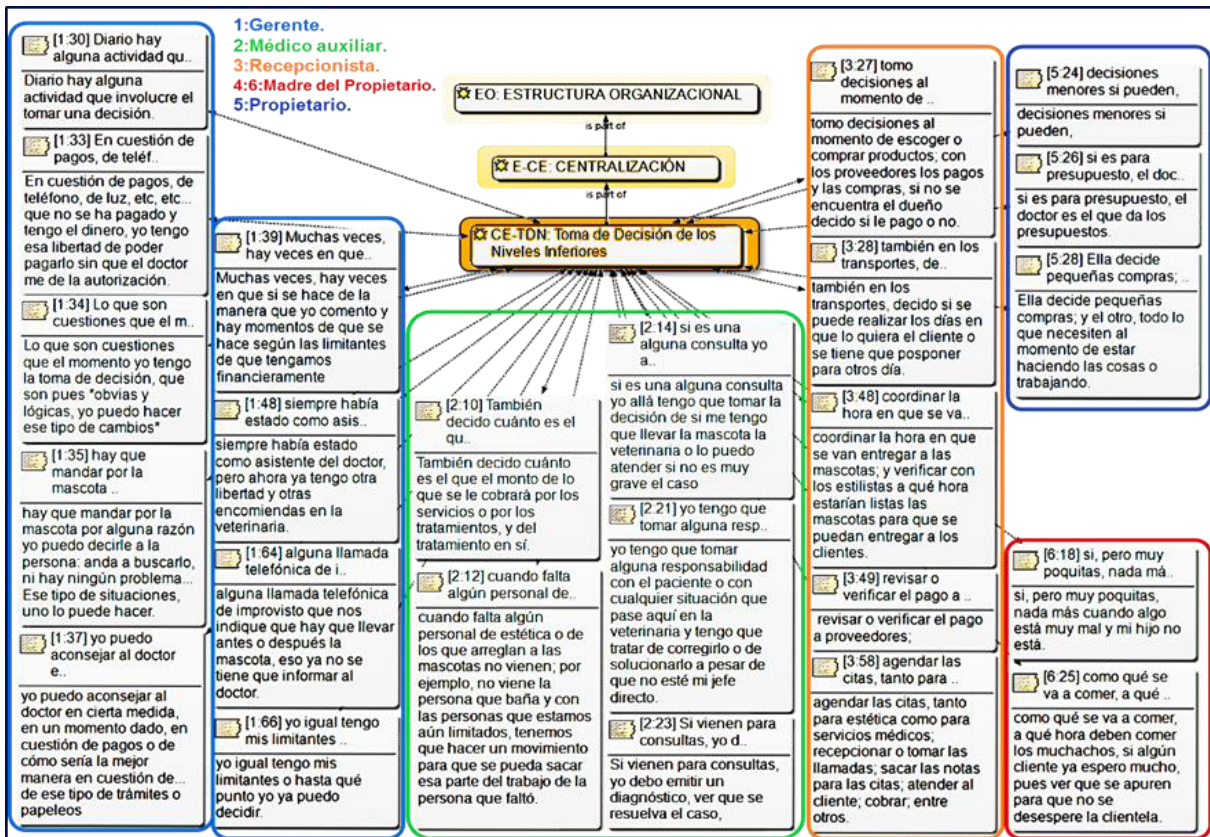 1:Gerente.
2:Médico auxiliar.
3:Recepcionista.
4:6:Madre del Propietario.
5:Propietario.
EO: ESTRUCTURA ORGANIZACIONAL
is part of
E-CE: CENTRALIZACIÓN
is part of
CE-TDN: Toma de Decisión de los
Niveles Inferiores
[1:30] Diario hay
alguna actividad qu..
Diario hay alguna
actividad que involucre el
tomar una decisión.
[1:33] En cuestión de
pagos, de teléf..
En cuestión de pagos, de
teléfono, de luz, etc, etc...
que no se ha pagado y
tengo el dinero, yo tengo
esa libertad de poder
pagarlo sin que el doctor
me de la autorización.
[1:34] Lo que son
cuestiones que el m..
Lo que son cuestiones
que el momento yo tengo
la toma de decisión, que
son pues "obvias y
lógicas, yo puedo hacer
ese tipo de cambios"
[1:35] hay que
mandar por la
mascota ..
hay que mandar por la
mascota por alguna razón
yo puedo decirle a la
persona: anda a buscarlo,
ni hay ningún problema...
Ese tipo de situaciones,
uno lo puede hacer.
[1:37] yo puedo
aconsejar al doctor
e..
yo puedo aconsejar al
doctor en cierta medida,
en un momento dado, en
cuestión de pagos o de
cómo sería la mejor
manera en cuestión de...
de ese tipo de trámites o
papeleos
[1:39] Muchas veces,
hay veces en que..
Muchas veces, hay veces
en que si se hace de la
manera que yo comento y
hay momentos de que se
hace según las limitantes
de que tengamos
financieramente
[1:48] siempre había
estado como asis..
siempre había estado
como asistente del doctor,
pero ahora ya tengo otra
libertad y otras
encomiendas en la
veterinaria.
[1:64] alguna llamada
telefónica de i..
alguna llamada telefónica
de improvisto que nos
indique que hay que llevar
antes o después la
mascota, eso ya no se
tiene que informar al
doctor.
[1:66] yo igual tengo
mis limitantes ..
yo igual tengo mis
limitantes o hasta qué
punto yo ya puedo
decidir.
[2:10] También
decido cuánto es el
qu..
También decido cuánto
es el que el monto de lo
que se le cobrará por los
servicios o por los
tratamientos, y del
tratamiento en sí.
[2:12] cuando falta
algún personal de..
cuando falta algún
personal de estética o de
los que arreglan a las
mascotas no vienen; por
ejemplo, no viene la
persona que baña y con
las personas que estamos
aún limitados, tenemos
que hacer un movimiento
para que se pueda sacar
esa parte del trabajo de la
persona que faltó.
[2:14] si es una
alguna consulta yo
a..
si es una alguna consulta
yo allá tengo que tomar la
decisión de si me tengo
que llevar la mascota la
veterinaria o lo puedo
atender si no es muy
grave el caso
[2:21] yo tengo que
tomar alguna resp..
yo tengo que tomar
alguna responsabilidad
con el paciente o con
cualquier situación que
pase aquí en la
veterinaria y tengo que
tratar de corregirlo o de
solucionarlo a pesar de
que no esté mi jefe
directo.
[2:23] Si vienen para
consultas, yo d..
Si vienen para consultas,
yo debo emitir un
diagnóstico, ver que se
resuelva el caso,
[3:27] tomo
decisiones al
momento de ..
tomo decisiones al
momento de escoger o
comprar productos; con
los proveedores los pagos
y las compras, si no se
encuentra el dueño
decido si le pago o no.
[3:28] también en los
transportes, de..
también en los
transportes, decido si se
puede realizar los días en
que lo quiera el cliente o
se tiene que posponer
para otros día.
[3:48] coordinar la
hora en que se va..
coordinar la hora en que
se van entregar a las
mascotas; y verificar con
los estilistas a qué hora
estarían listas las
mascotas para que se
puedan entregar a los
clientes.
[3:49] revisar o
verificar el pago a ..
revisar o verificar el pago
a proveedores;
[3:58] agendar las
citas, tanto para ..
agendar las citas, tanto
para estética como para
servicios médicos;
recepcionar o tomar las
llamadas; sacar las notas
para las citas; atender al
cliente; cobrar; entre
otros.
[5:24] decisiones
menores si pueden,
decisiones menores si
pueden,
[5:26] si es para
presupuesto, el doc..
si es para presupuesto, el
doctor es el que da los
presupuestos.
[5:28] Ella decide
pequeñas compras; ..
Ella decide pequeñas
compras; y el otro, todo lo
que necesiten al
momento de estar
haciendo las cosas o
trabajando.
[6:18] si, pero muy
poquitas, nada má..
si, pero muy poquitas,
nada más cuando algo
está muy mal y mi hijo no
está.
[6:25] como qué se
va a comer, a qué ..
como qué se va a comer,
a qué hora deben comer
los muchachos, si algún
cliente ya espero mucho,
pues ver que se apuren
para que no se
desespere la clientela.